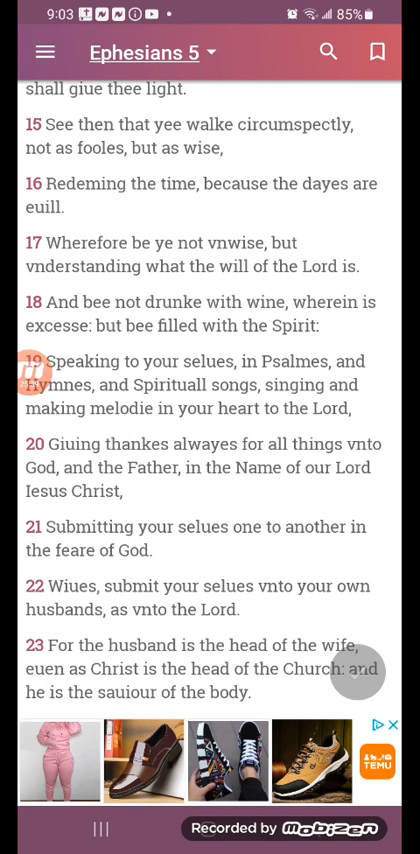 9:03
85%
Ephesians 5
shall giue thee light.
15 See then that yee walke circumspectly,
not as fooles, but as wise,
16 Redeming the time, because the dayes are
euill.
17 Wherefore be ye not vnwise, but
vnderstanding what the will of the Lord is.
18 And bee not drunke with wine, wherein is
excesse: but bee filled with the Spirit:
19 Speaking to your selues, in Psalmes, and
Hymnes, and Spirituall songs, singing and
making melodie in your heart to the Lord,
20 Giuing thankes alwayes for all things vnto
God, and the Father, in the Name of our Lord
Iesus Christ,
21 Submitting your selues one to another in
the feare of God.
22 Wiues, submit your selues vnto your own
husbands, as vnto the Lord.
23 For the husband is the head of the wife,
euen as Christ is the head of the Church: and
he is the sauiour of the body.
TEMU
Recorded by mobizen